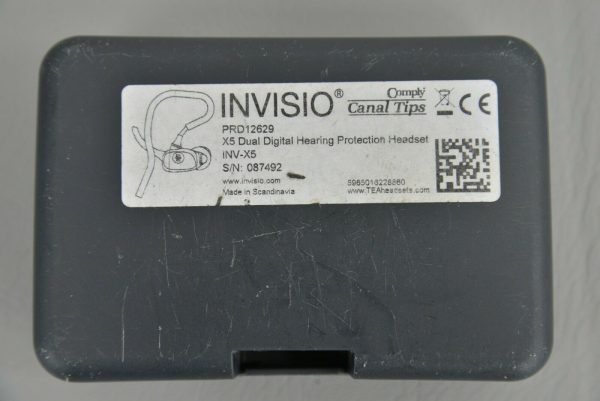 INVISIO®
Comply
Canal Tips
CE
PRD12629
X5 Dual Digital Hearing Protection Headset
INV-X5
S/N: 087492
www.invisio.com
Made in Scandinavia
5965016228860
www.TEAheadsets.com